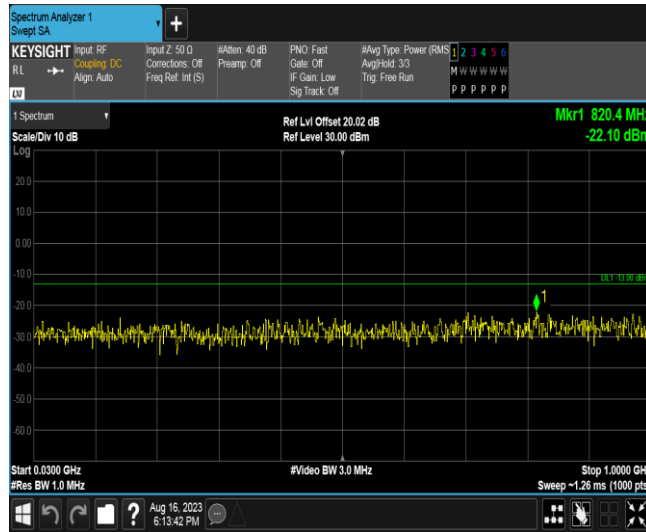 Spectrum Analyzer 1
Swept SA
+
KEYSIGHT
RL
LXI
Input: RF
Coupling: DC
Align: Auto
Input Z: 50 Ω
Corrections: Off
Freq Ref: Int (S)
#Atten: 40 dB
Preamp: Off
PNO: Fast
Gate: Off
IF Gain: Low
Sig Track: Off
#Avg Type: Power (RMS
Avg|Hold: 3/3
Trig: Free Run
1 2 3 4 5 6
M W W W W W
P P P P P P
1 Spectrum
Scale/Div 10 dB
Log
Ref Lvl Offset 20.02 dB
Ref Level 30.00 dBm
Mkr1 820.4 MHz
-22.10 dBm
20.0
10.0
0.00
-10.0
DL1 -13.00 dBm
1
-20.0
-30.0
-40.0
-50.0
-60.0
Start 0.0300 GHz
#Res BW 1.0 MHz
#Video BW 3.0 MHz
Stop 1.0000 GHz
Sweep ~1.26 ms (1000 pts)
?
Aug 16, 2023
6:13:42 PM